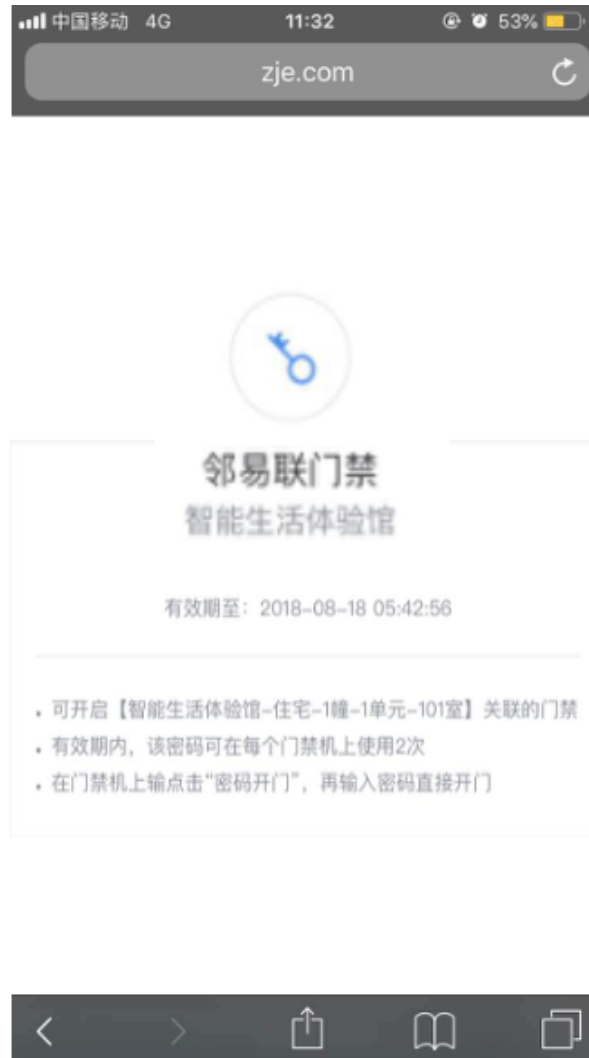 中国移动 4G 11:32 53%
zje.com
邻易联门禁
智能生活体验馆
有效期至：2018-08-18 05:42:56
• 可开启【智能生活体验馆-住宅-1幢-1单元-101室】关联的门禁
• 有效期内，该密码可在每个门禁机上使用2次
• 在门禁机上输点击“密码开门”，再输入密码直接开门